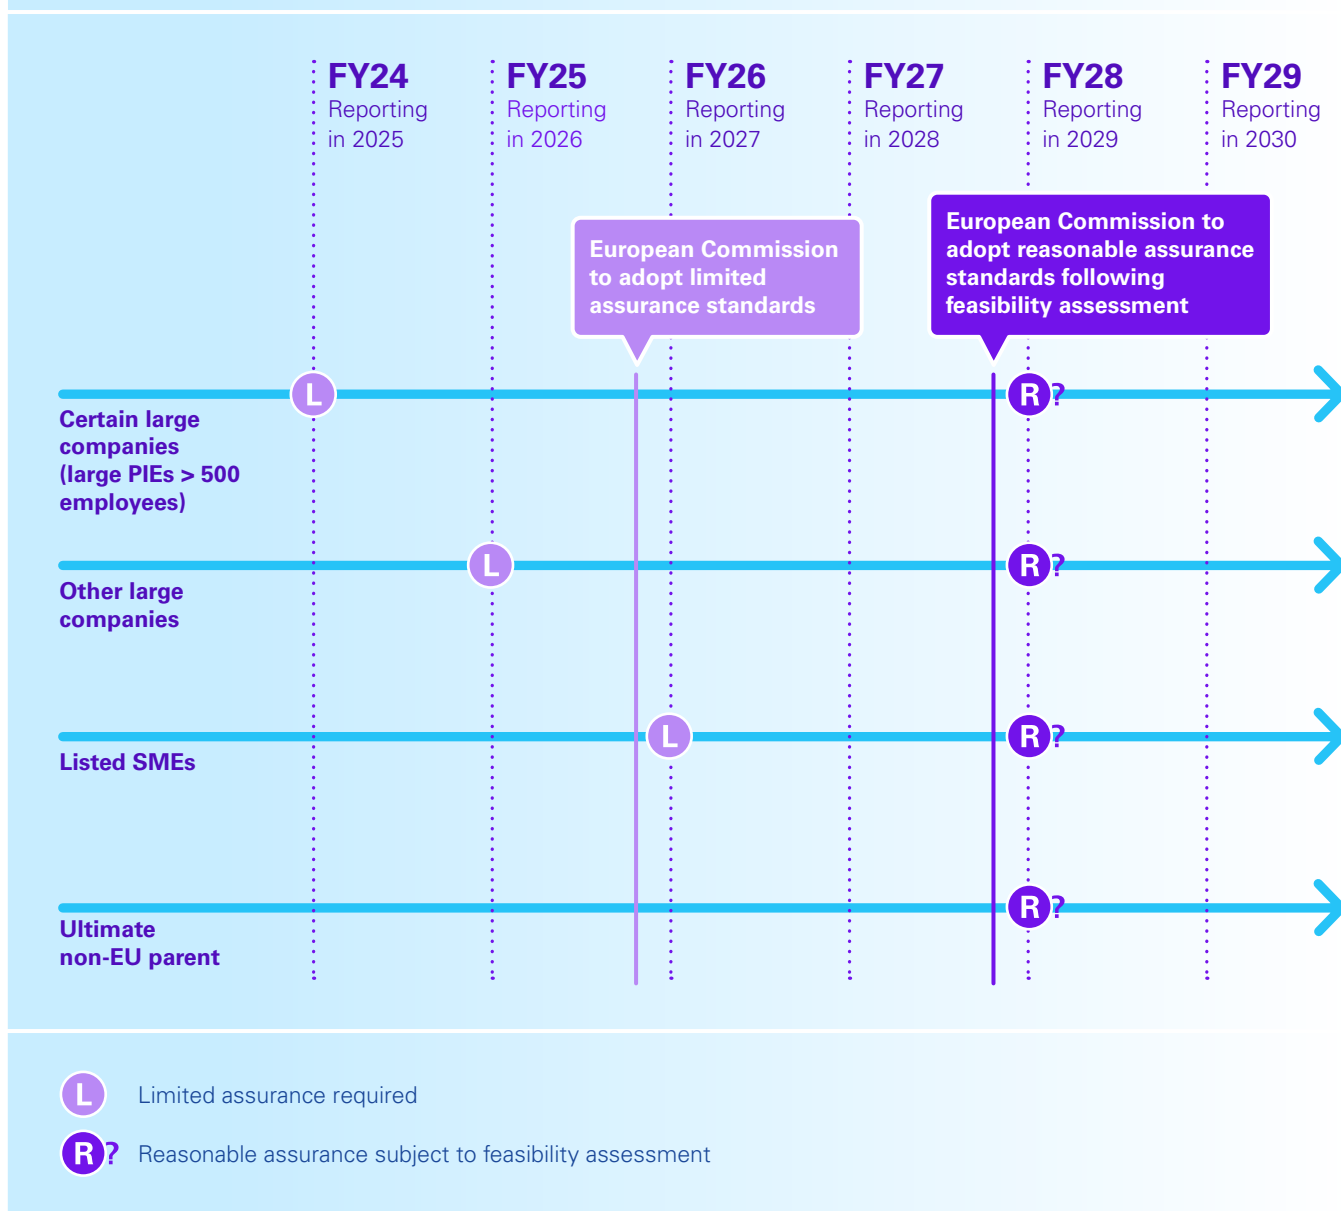 FY24
Reporting
in 2025
FY25
Reporting
in 2026
FY26
Reporting
in 2027
FY27
Reporting
in 2028
FY28
Reporting
in 2029
FY29
Reporting
in 2030
European Commission
to adopt limited
assurance standards
European Commission to
adopt reasonable assurance
standards following
feasibility assessment
L
R?
Certain large
companies
(large PIEs > 500
employees)
L
R?
Other large
companies
L
R?
Listed SMEs
R?
Ultimate
non-EU parent
L Limited assurance required
R? Reasonable assurance subject to feasibility assessment